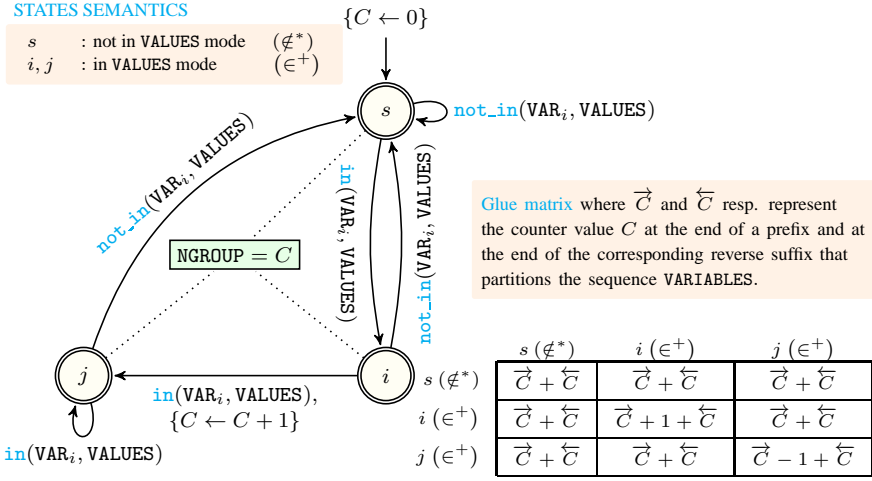 STATES SEMANTICS
s : not in VALUES mode (∉*)
i, j : in VALUES mode (∈⁺)
{C ← 0}
s
not_in(VARᵢ, VALUES)
not_in(VARᵢ, VALUES)
in(VARᵢ, VALUES)
not_in(VARᵢ, VALUES)
NGROUP = C
Glue matrix where C⃗ and C⃖ resp. represent
the counter value C at the end of a prefix and at
the end of the corresponding reverse suffix that
partitions the sequence VARIABLES.
j
i
in(VARᵢ, VALUES),
{C ← C + 1}
in(VARᵢ, VALUES)
s (∉*) i (∈⁺) j (∈⁺)
s (∉*) C⃗ + C⃖ C⃗ + C⃖ C⃗ + C⃖
i (∈⁺) C⃗ + C⃖ C⃗ + 1 + C⃖ C⃗ + C⃖
j (∈⁺) C⃗ + C⃖ C⃗ + C⃖ C⃗ − 1 + C⃖